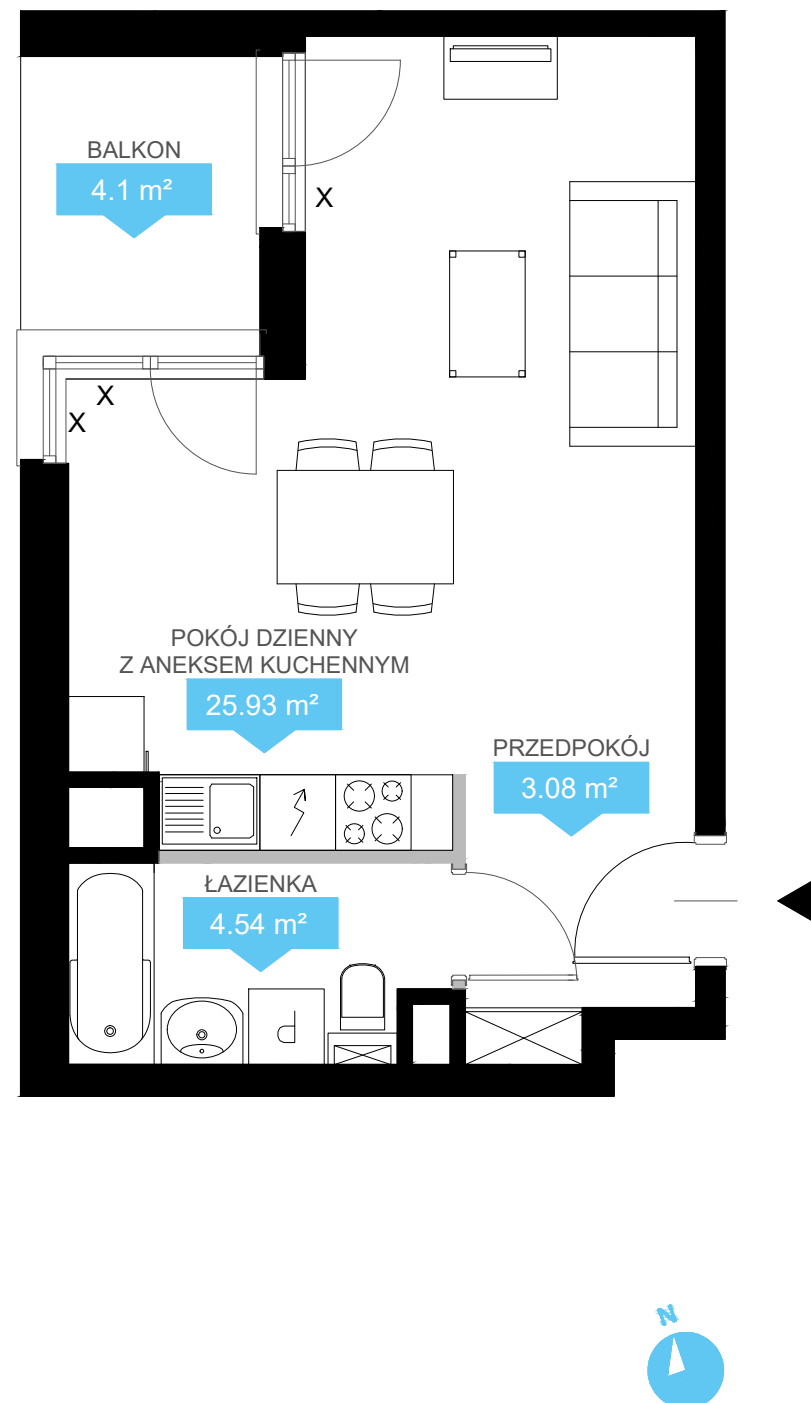 BALKON
4.1 m²
X
X
X
POKÓJ DZIENNY
Z ANEKSEM KUCHENNYM
25.93 m²
PRZEDPOKÓJ
3.08 m²
ŁAZIENKA
4.54 m²
P
N